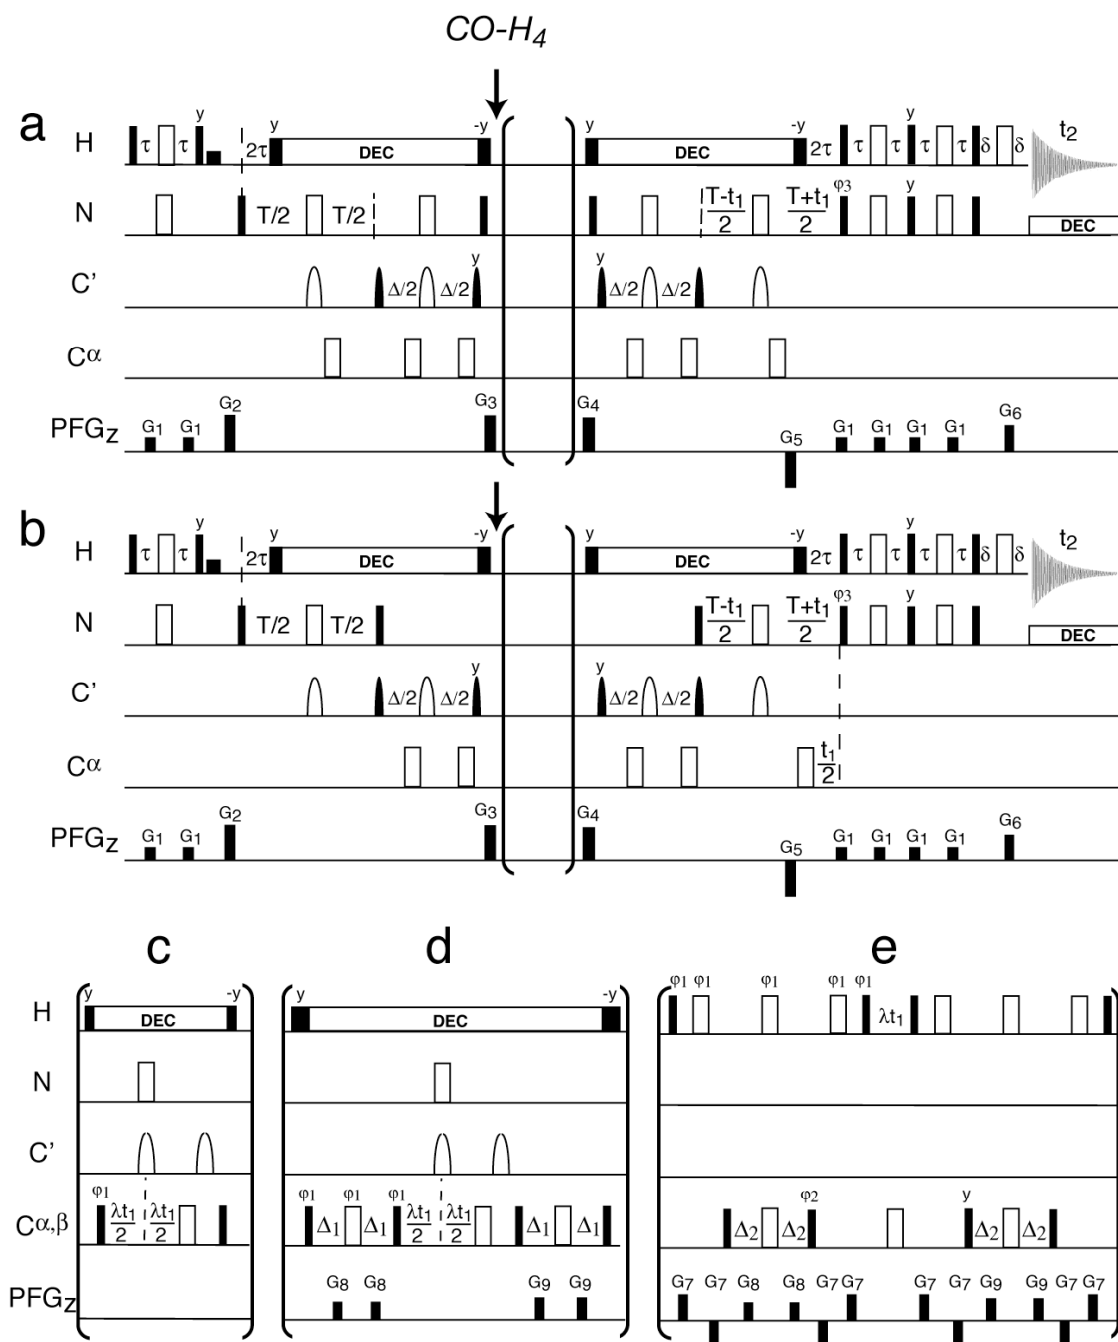 CO-H4
a
H
τ τ y 2τ y DEC -y y DEC -y 2τ τ τ y τ τ δ δ t2
N
T/2 T/2 T-t1/2 T+t1/2 φ3 y DEC
C'
Δ/2 Δ/2 y y Δ/2 Δ/2
Cα
PFGz
G1 G1 G2 G3 G4 G5 G1 G1 G1 G1 G6
b
H
τ τ y 2τ y DEC -y y DEC -y 2τ τ τ y τ τ δ δ t2
N
T/2 T/2 T-t1/2 T+t1/2 φ3 y DEC
C'
Δ/2 Δ/2 y y Δ/2 Δ/2
Cα
t1/2
PFGz
G1 G1 G2 G3 G4 G5 G1 G1 G1 G1 G6
c d e
H
y DEC -y y DEC -y φ1 φ1 φ1 φ1 φ1 λt1
N
C'
Cα,β
φ1 λt1/2 λt1/2 φ1 Δ1 φ1 Δ1 φ1 λt1/2 λt1/2 Δ1 Δ1 Δ2 Δ2 φ2 y Δ2 Δ2
PFGz
G8 G8 G9 G9 G7 G7 G8 G8 G7 G7 G7 G7 G9 G9 G7 G7